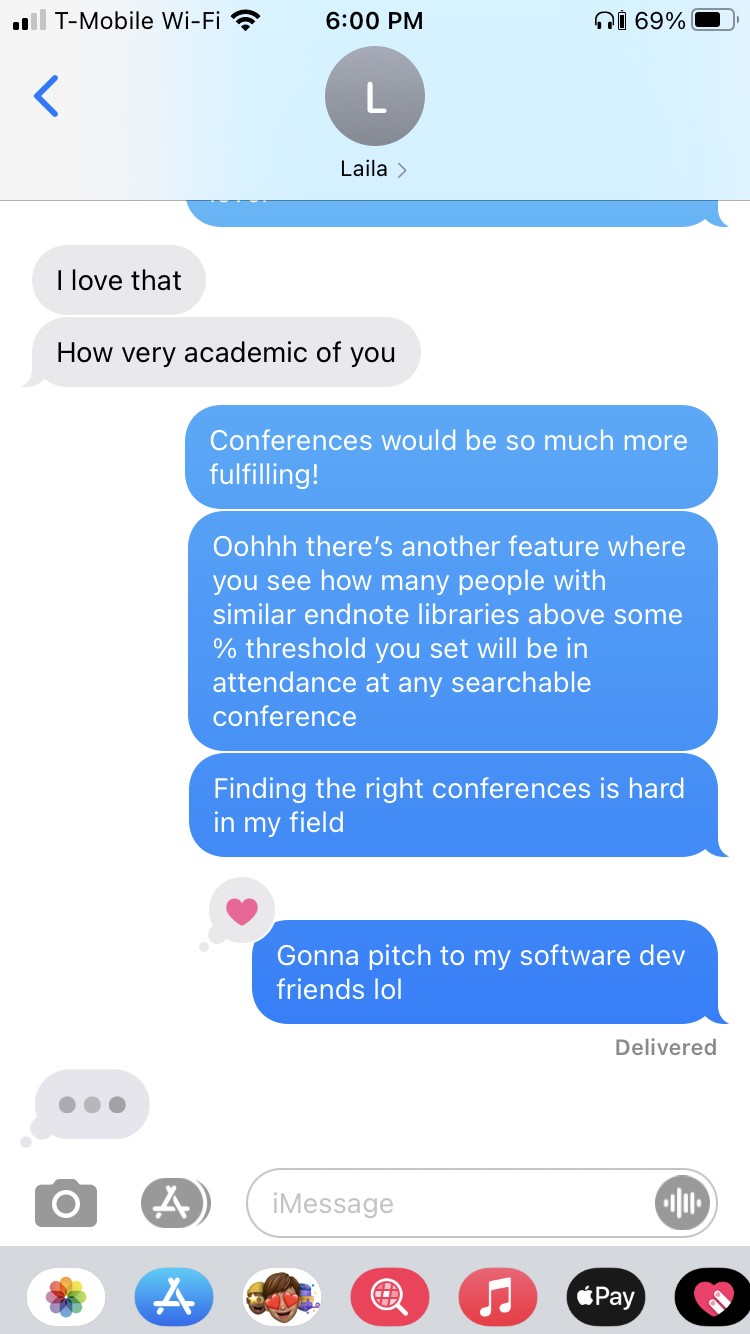 T-Mobile Wi-Fi 6:00 PM 69%
L
Laila
I love that
How very academic of you
Conferences would be so much more
fulfilling!
Oohhh there’s another feature where
you see how many people with
similar endnote libraries above some
% threshold you set will be in
attendance at any searchable
conference
Finding the right conferences is hard
in my field
Gonna pitch to my software dev
friends lol
Delivered
iMessage
Pay